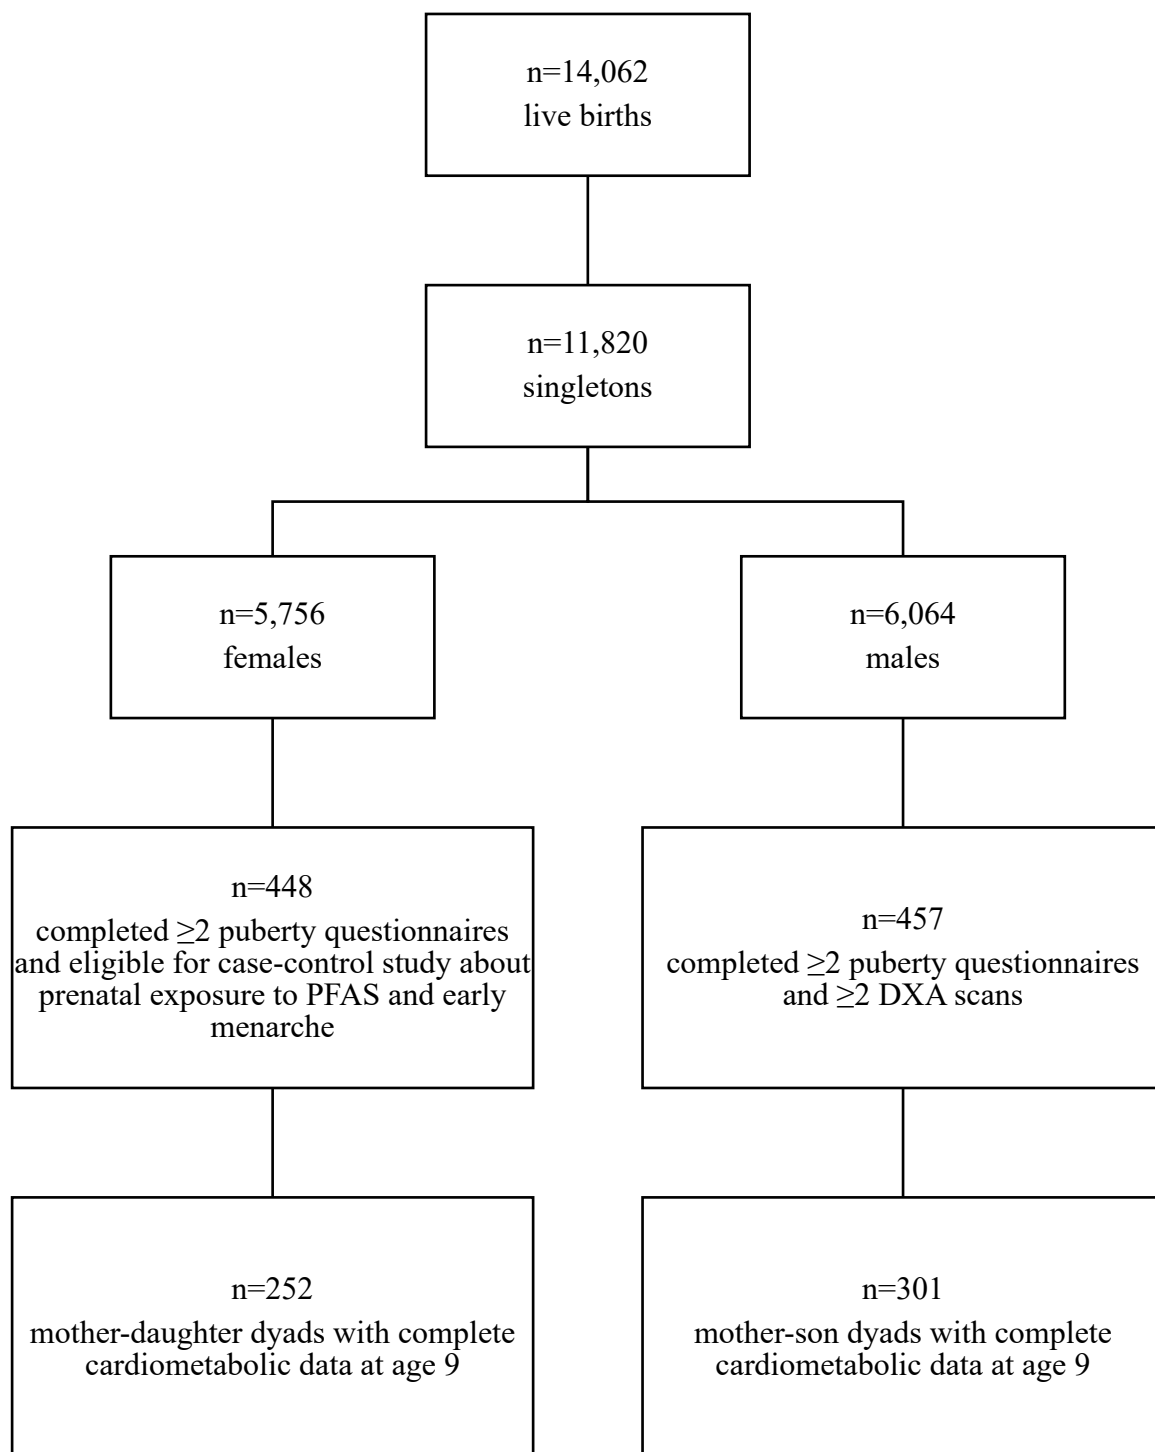 n=14,062
live births
n=11,820
singletons
n=5,756
females
n=6,064
males
n=448
completed ≥2 puberty questionnaires
and eligible for case-control study about
prenatal exposure to PFAS and early
menarche
n=457
completed ≥2 puberty questionnaires
and ≥2 DXA scans
n=252
mother-daughter dyads with complete
cardiometabolic data at age 9
n=301
mother-son dyads with complete
cardiometabolic data at age 9